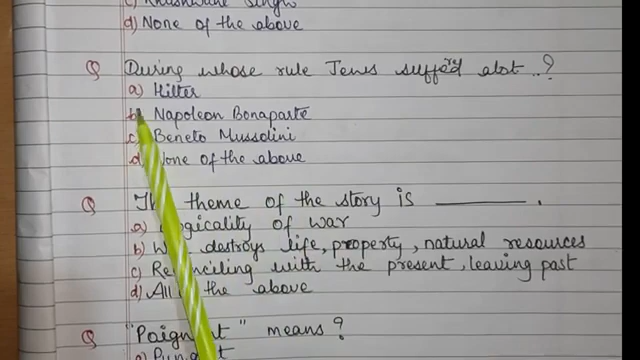 d) None of the above
Q During whose rule Jews suffered alot..?
a) Hilter
b) Napoleon Bonaparte
c) Beneto Mussolini
d) None of the above
Q The theme of the story is ______.
a) Logicality of war
b) destroys life, property, natural resources
c) Reconciling with the present, leaving past
d) All the above
Q " " means?
a)